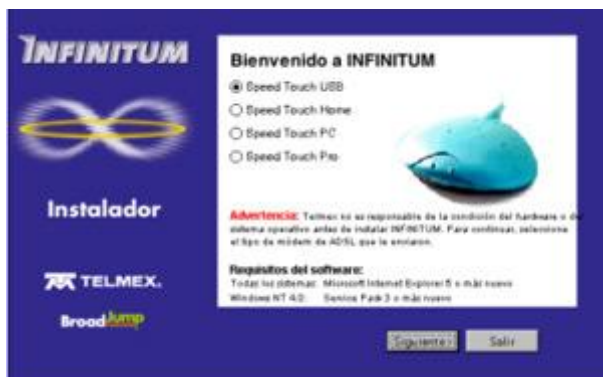 INFINITUM
Bienvenido a INFINITUM
Speed Touch USB
Speed Touch Home
Speed Touch PC
Speed Touch Pro
Instalador
Advertencia: Telmex no es responsable de la condición del hardware o del
sistema operativo antes de instalar INFINITUM. Para continuar, seleccione
el tipo de módem de ADSL que le enviaron.
Requisitos del software:
Todos los sistemas: Microsoft Internet Explorer 5 o más nuevo
Windows NT 4.0: Service Pack 3 o más nuevo
TELMEX.
BroadJump
Siguiente>
Salir